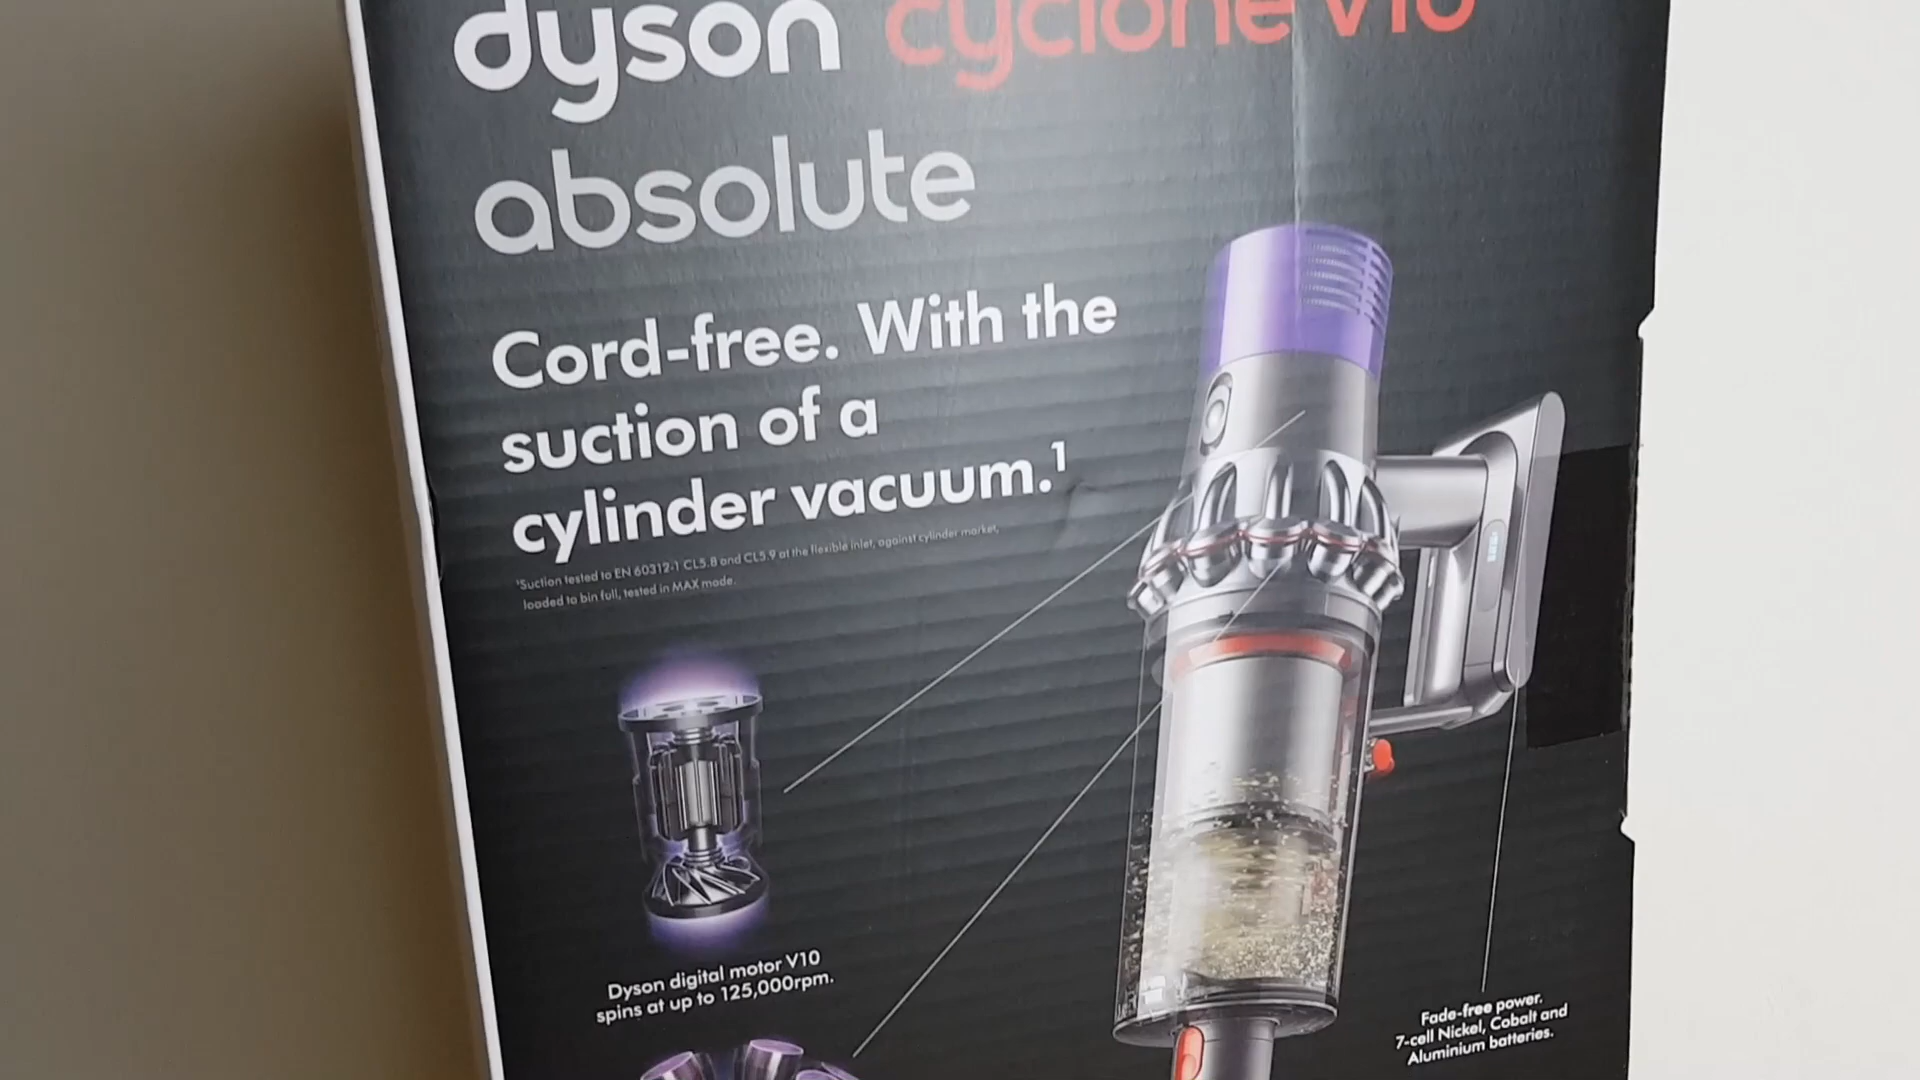 dyson cyclone V10
absolute
Cord-free. With the
suction of a
cylinder vacuum.¹
¹Suction tested to EN 60312-1 CL5.8 and CL5.9 at the flexible inlet, against cylinder market,
loaded to bin full, tested in MAX mode.
Dyson digital motor V10
spins at up to 125,000rpm.
Fade-free power.
7-cell Nickel, Cobalt and
Aluminium batteries.